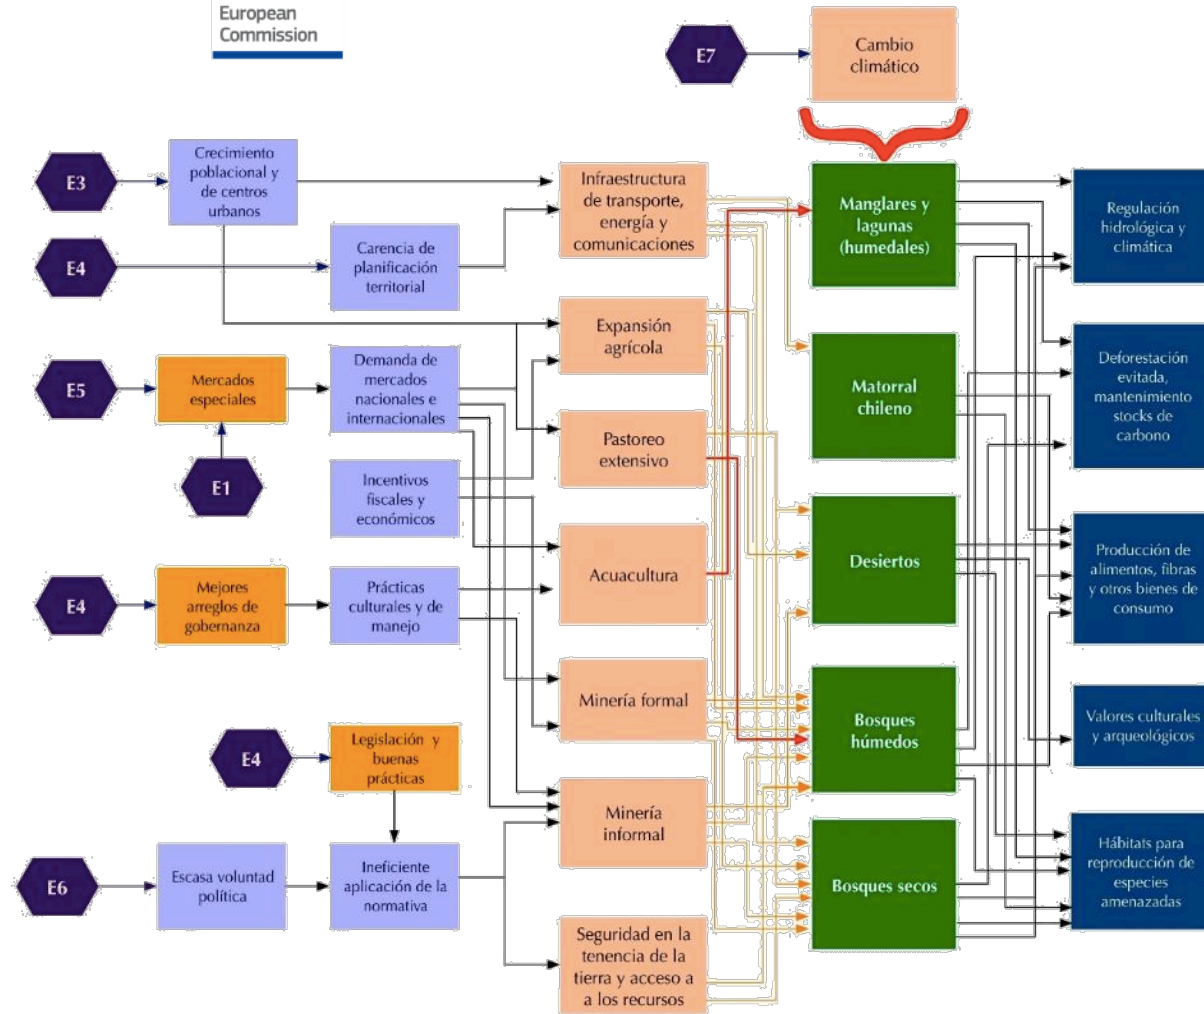 European
Commission
E7
Cambio
climático
E3
Crecimiento
poblacional y
de centros
urbanos
Infraestructura
de transporte,
energía y
comunicaciones
Manglares y
lagunas
(humedales)
Regulación
hidrológica y
climática
E4
Carencia de
planificación
territorial
Expansión
agrícola
Matorral
chileno
Deforestación
evitada,
mantenimiento
stocks de
carbono
E5
Mercados
especiales
Demanda de
mercados
nacionales e
internacionales
Pastoreo
extensivo
E1
Incentivos
fiscales y
económicos
Acuacultura
Desiertos
Producción de
alimentos, fibras
y otros bienes de
consumo
E4
Mejores
arreglos de
gobernanza
Prácticas
culturales y de
manejo
Minería formal
Bosques
húmedos
Valores culturales
y arqueológicos
E4
Legislación y
buenas
prácticas
Minería
informal
Bosques secos
Hábitats para
reproducción de
especies
amenazadas
E6
Escasa voluntad
política
Ineficiente
aplicación de la
normativa
Seguridad en la
tenencia de la
tierra y acceso a
a los recursos